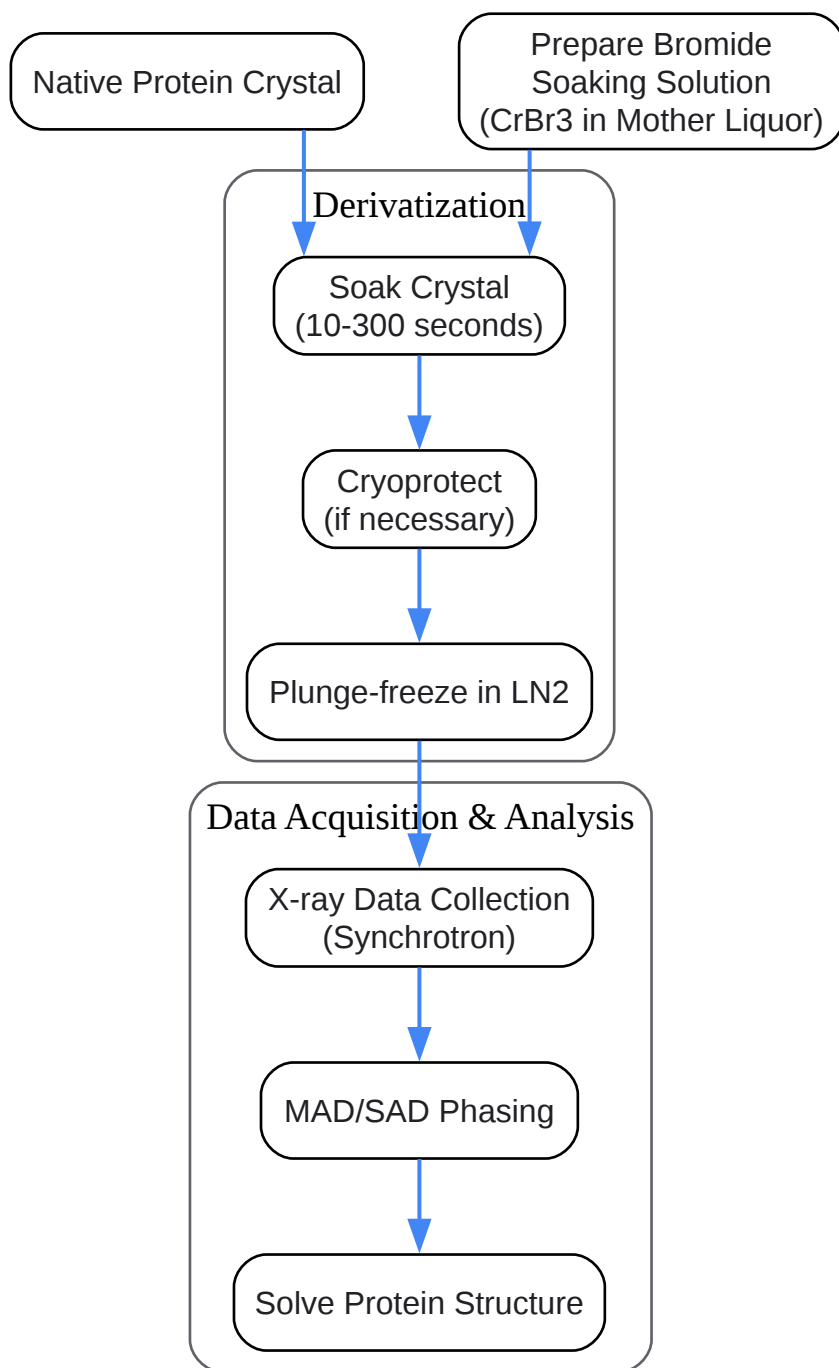 Native Protein Crystal
Prepare Bromide
Soaking Solution
(CrBr3 in Mother Liquor)
Derivatization
Soak Crystal
(10-300 seconds)
Cryoprotect
(if necessary)
Plunge-freeze in LN2
Data Acquisition & Analysis
X-ray Data Collection
(Synchrotron)
MAD/SAD Phasing
Solve Protein Structure